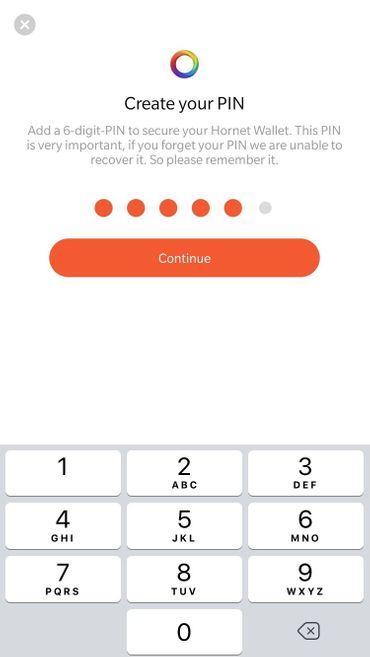 Create your PIN
Add a 6-digit-PIN to secure your Hornet Wallet. This PIN
is very important, if you forget your PIN we are unable to
recover it. So please remember it.
Continue
1
2
ABC
3
DEF
4
GHI
5
JKL
6
MNO
7
PQRS
8
TUV
9
WXYZ
0